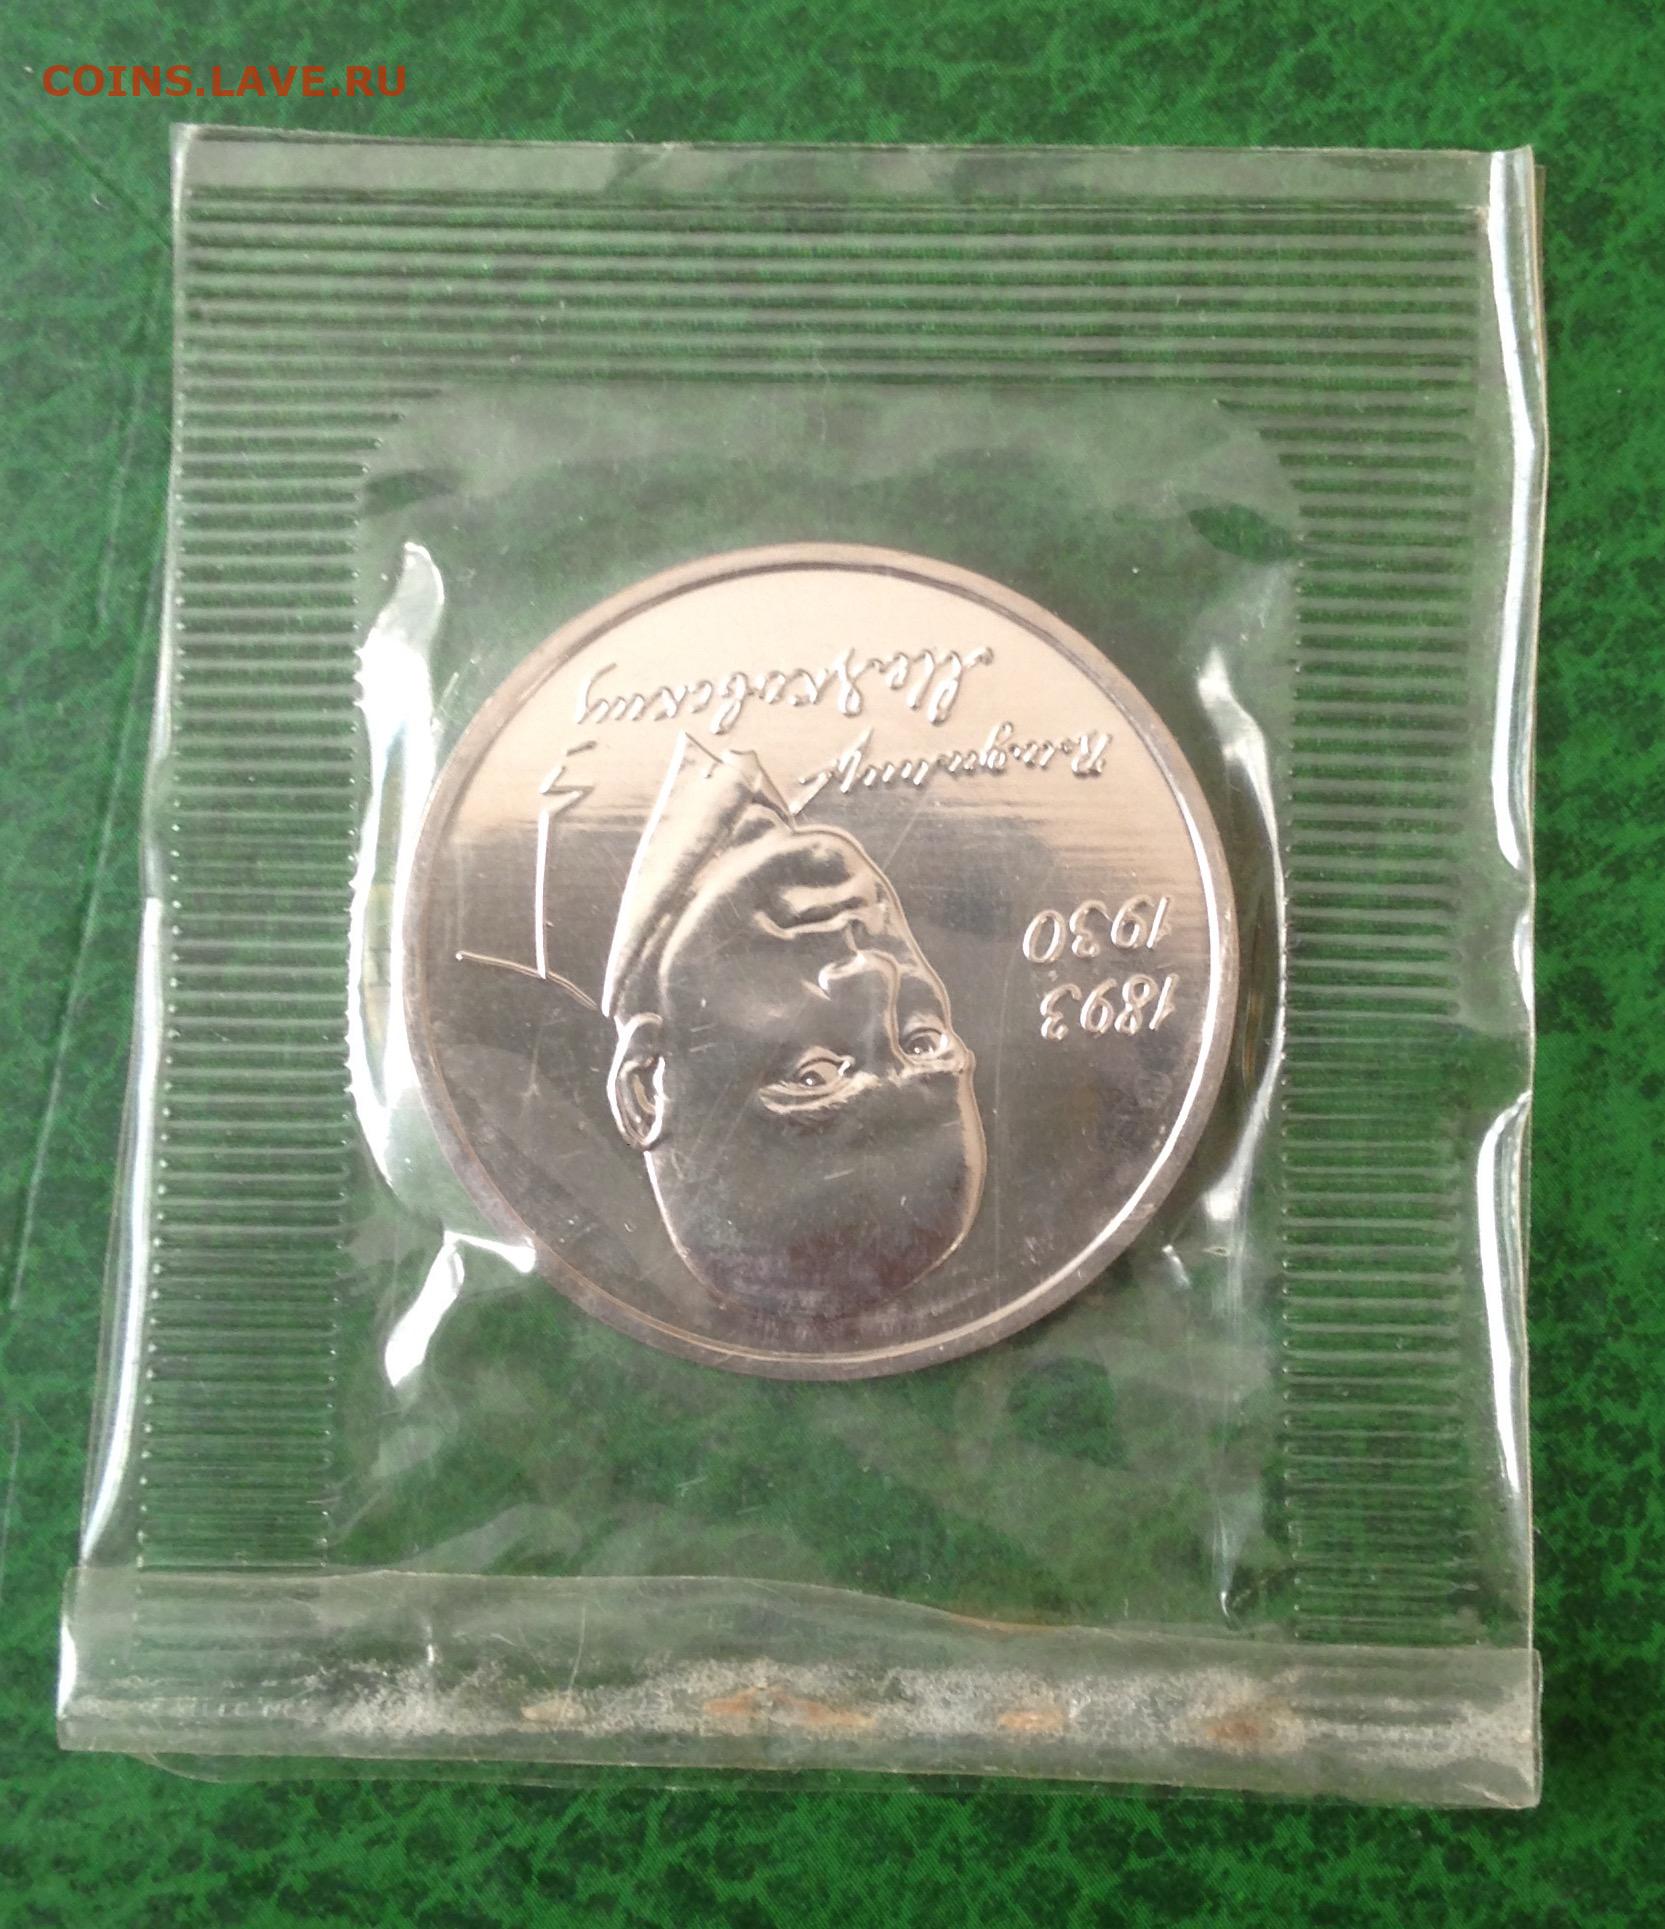 COINS.LAVE.RU
1893
1930
Владимир
Маяковский